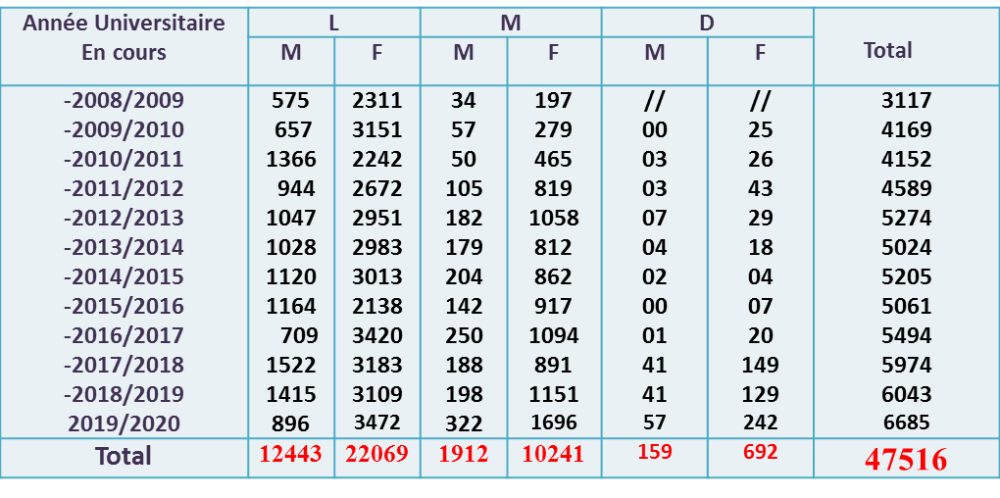 Année Universitaire En cours L M D Total
M F M F M F
-2008/2009 575 2311 34 197 // // 3117
-2009/2010 657 3151 57 279 00 25 4169
-2010/2011 1366 2242 50 465 03 26 4152
-2011/2012 944 2672 105 819 03 43 4589
-2012/2013 1047 2951 182 1058 07 29 5274
-2013/2014 1028 2983 179 812 04 18 5024
-2014/2015 1120 3013 204 862 02 04 5205
-2015/2016 1164 2138 142 917 00 07 5061
-2016/2017 709 3420 250 1094 01 20 5494
-2017/2018 1522 3183 188 891 41 149 5974
-2018/2019 1415 3109 198 1151 41 129 6043
2019/2020 896 3472 322 1696 57 242 6685
Total 12443 22069 1912 10241 159 692 47516